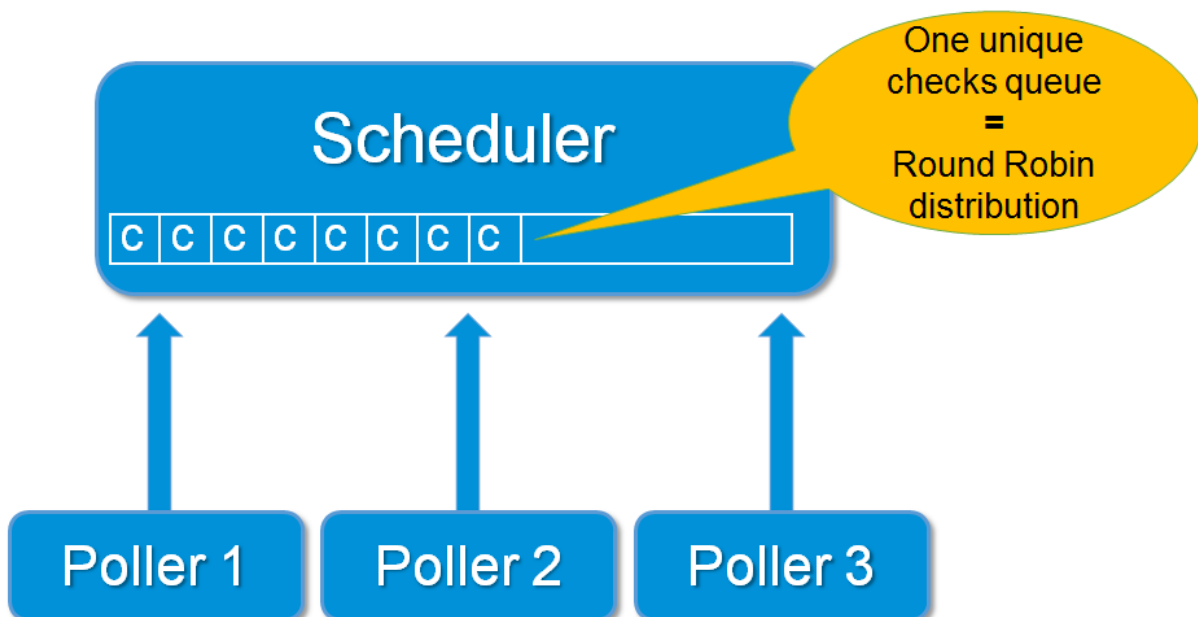 One unique
checks queue
=
Round Robin
distribution
Scheduler
C C C C C C C C
Poller 1
Poller 2
Poller 3